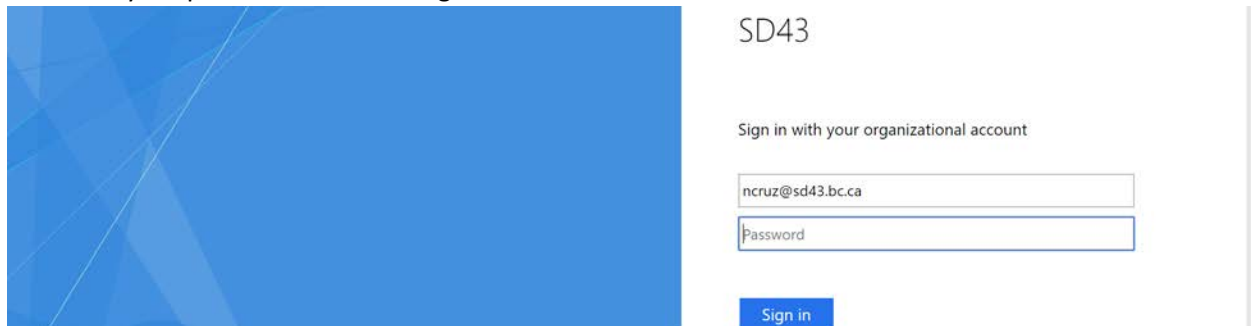 SD43
Sign in with your organizational account
ncruz@sd43.bc.ca
Password
Sign in